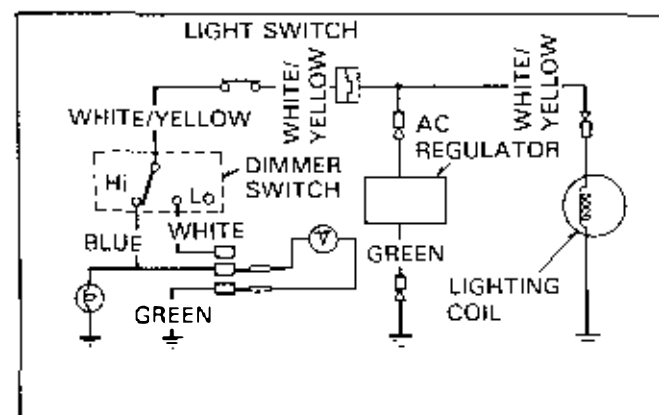 LIGHT SWITCH
WHITE/
YELLOW
WHITE/
YELLOW
WHITE/YELLOW
AC
REGULATOR
Hi
Lo
DIMMER
SWITCH
BLUE
WHITE
GREEN
GREEN
LIGHTING
COIL